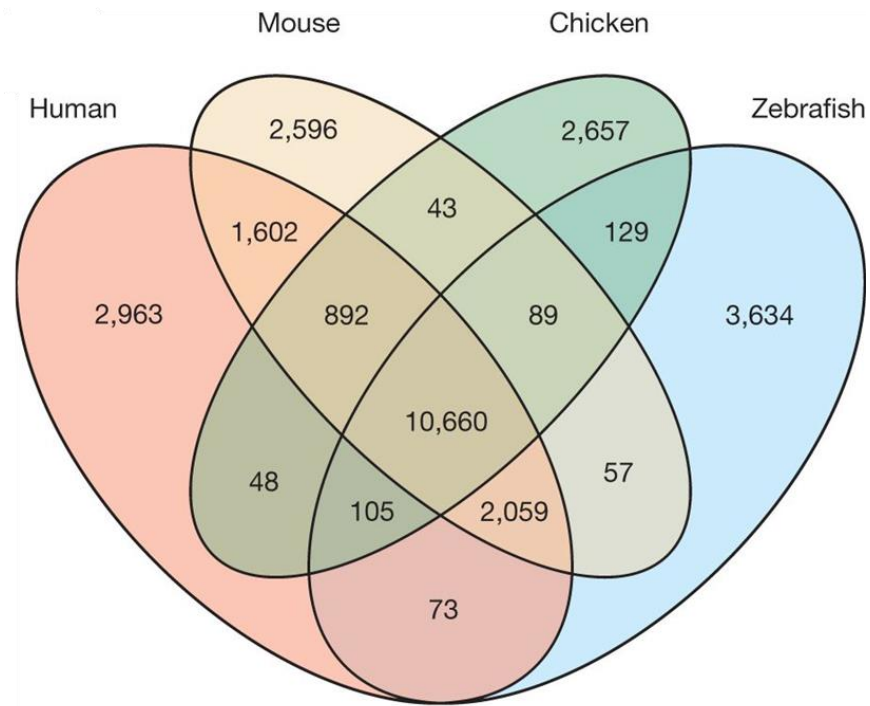 Mouse Chicken
Human Zebrafish
2,596 2,657
43
1,602 129
2,963 892 89 3,634
10,660
48 57
105 2,059
73